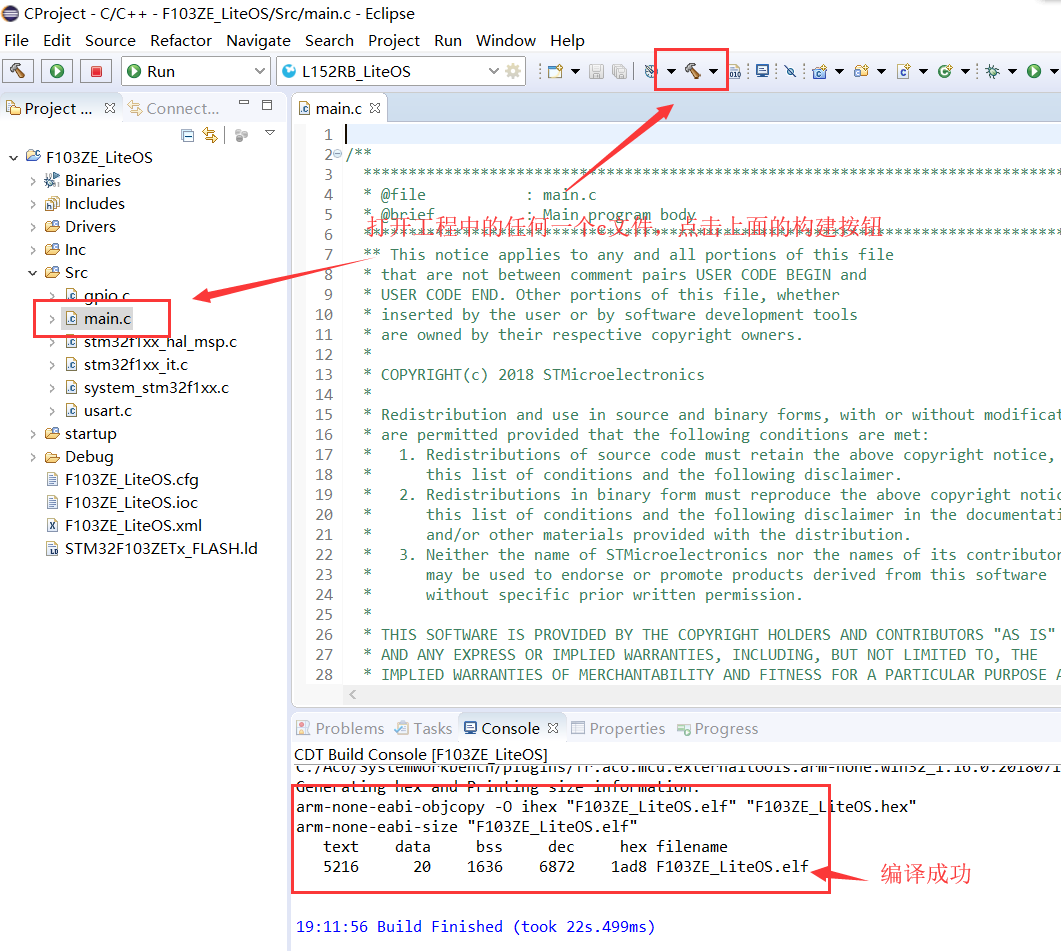 CProject - C/C++ - F103ZE_LiteOS/Src/main.c - Eclipse
File Edit Source Refactor Navigate Search Project Run Window Help
Run L152RB_LiteOS
Project ... Connect...
F103ZE_LiteOS
Binaries
Includes
Drivers
Inc
Src
gpio.c
main.c
stm32f1xx_hal_msp.c
stm32f1xx_it.c
system_stm32f1xx.c
usart.c
startup
Debug
F103ZE_LiteOS.cfg
F103ZE_LiteOS.ioc
F103ZE_LiteOS.xml
STM32F103ZETx_FLASH.ld
main.c
1
2 /**
3 ******************************************************************************
4 * @file : main.c
5 * @brief : Main program body
打开工程中的任何一个c文件，点击上面的构建按钮
6 ******************************************************************************
7 ** This notice applies to any and all portions of this file
8 * that are not between comment pairs USER CODE BEGIN and
9 * USER CODE END. Other portions of this file, whether
10 * inserted by the user or by software development tools
11 * are owned by their respective copyright owners.
12 *
13 * COPYRIGHT(c) 2018 STMicroelectronics
14 *
15 * Redistribution and use in source and binary forms, with or without modificat
16 * are permitted provided that the following conditions are met:
17 * 1. Redistributions of source code must retain the above copyright notice,
18 * this list of conditions and the following disclaimer.
19 * 2. Redistributions in binary form must reproduce the above copyright notic
20 * this list of conditions and the following disclaimer in the documentati
21 * and/or other materials provided with the distribution.
22 * 3. Neither the name of STMicroelectronics nor the names of its contributor
23 * may be used to endorse or promote products derived from this software
24 * without specific prior written permission.
25 *
26 * THIS SOFTWARE IS PROVIDED BY THE COPYRIGHT HOLDERS AND CONTRIBUTORS "AS IS"
27 * AND ANY EXPRESS OR IMPLIED WARRANTIES, INCLUDING, BUT NOT LIMITED TO, THE
28 * IMPLIED WARRANTIES OF MERCHANTABILITY AND FITNESS FOR A PARTICULAR PURPOSE A
Problems Tasks Console Properties Progress
CDT Build Console [F103ZE_LiteOS]
C:/Ac6/SystemWorkbench/plugins/fr.ac6.mcu.externaltools.arm-none.win32_1.16.0.2018071
Generating hex and Printing size information:
arm-none-eabi-objcopy -O ihex "F103ZE_LiteOS.elf" "F103ZE_LiteOS.hex"
arm-none-eabi-size "F103ZE_LiteOS.elf"
text data bss dec hex filename
5216 20 1636 6872 1ad8 F103ZE_LiteOS.elf
编译成功
19:11:56 Build Finished (took 22s.499ms)